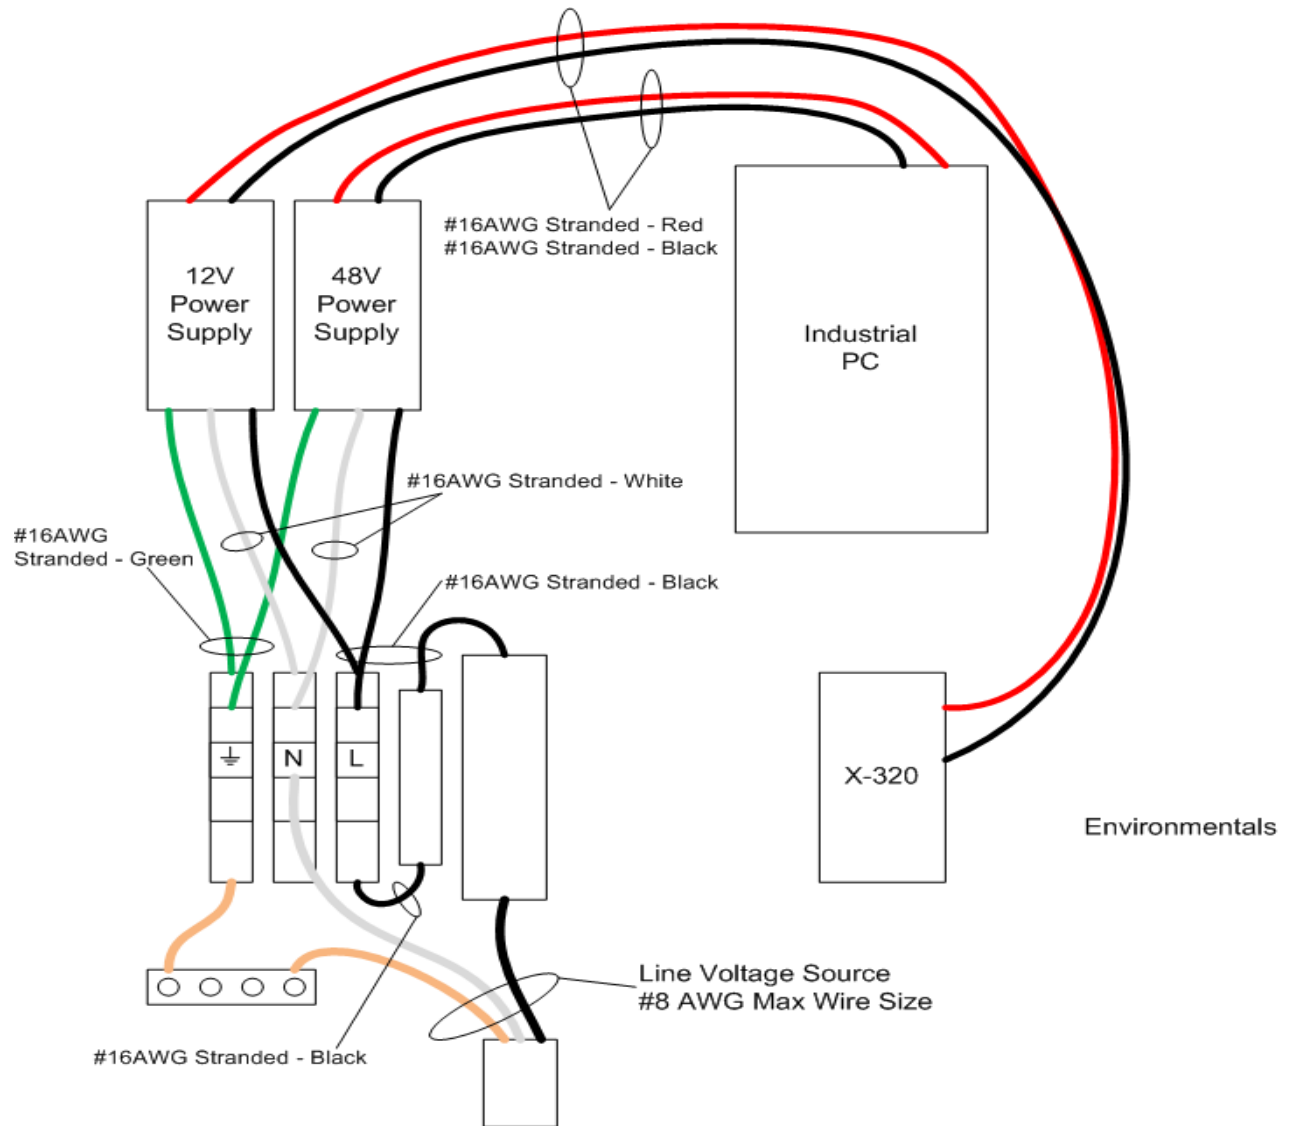 #16AWG Stranded - Red
#16AWG Stranded - Black
12V
Power
Supply
48V
Power
Supply
Industrial
PC
#16AWG Stranded - White
#16AWG
Stranded - Green
#16AWG Stranded - Black
N
L
X-320
Environmentals
Line Voltage Source
#8 AWG Max Wire Size
#16AWG Stranded - Black